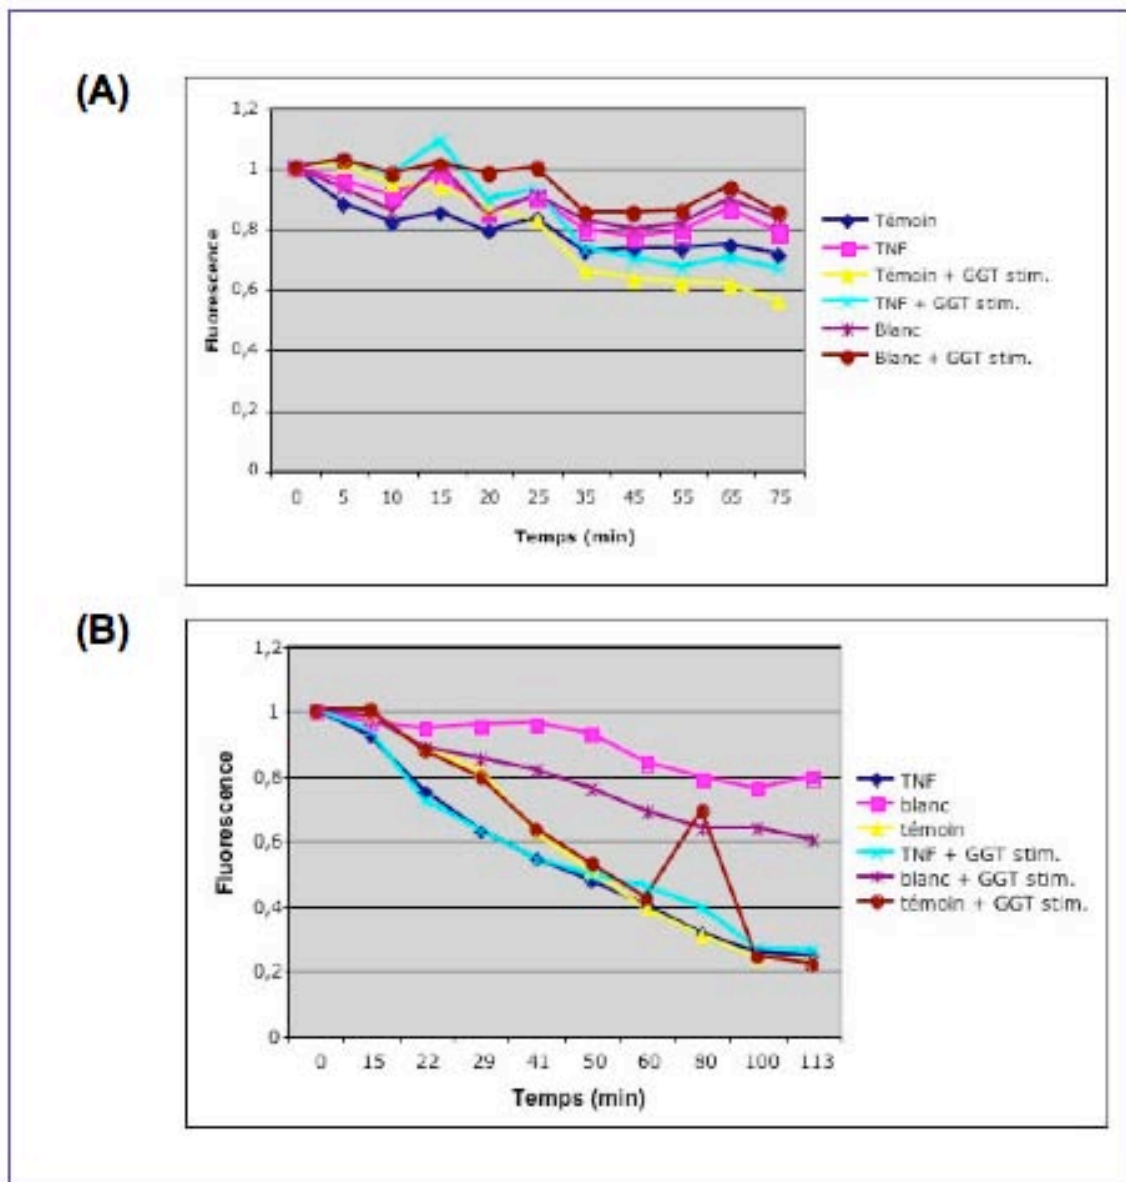 (A)
1,2
1
0,8
0,6
0,4
0,2
0
Fluorescence
0 5 10 15 20 25 35 45 55 65 75
Temps (min)
Témoin
TNF
Témoin + GGT stim.
TNF + GGT stim.
Blanc
Blanc + GGT stim.
(B)
1,2
1
0,8
0,6
0,4
0,2
0
Fluorescence
0 15 22 29 41 50 60 80 100 113
Temps (min)
TNF
blanc
témoin
TNF + GGT stim.
blanc + GGT stim.
témoin + GGT stim.